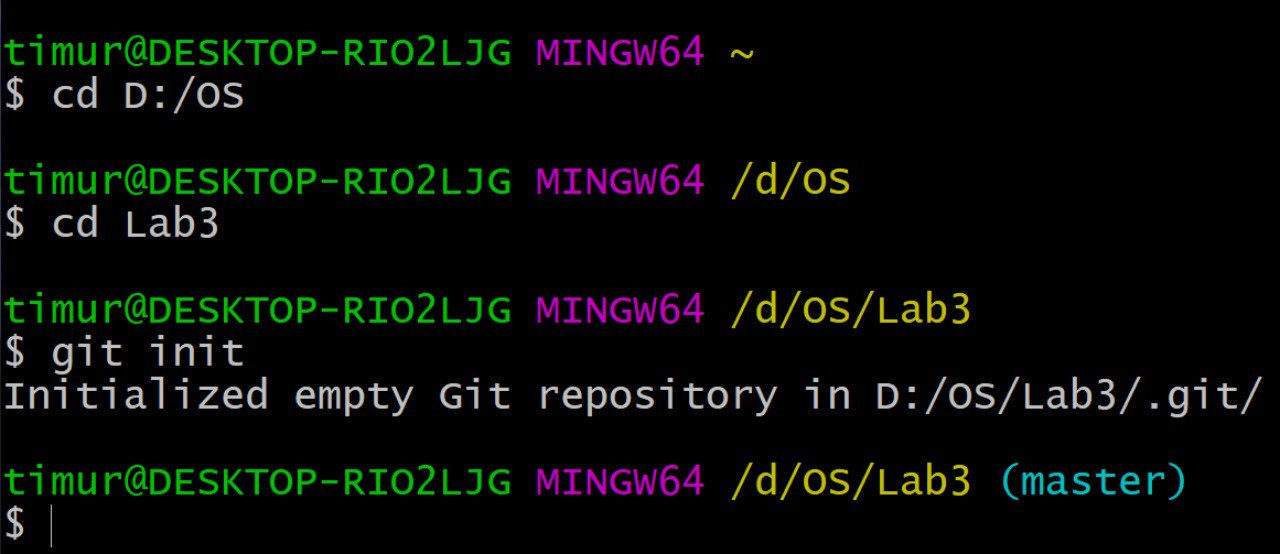 timur@DESKTOP-RIO2LJG MINGW64 ~
$ cd D:/OS
timur@DESKTOP-RIO2LJG MINGW64 /d/OS
$ cd Lab3
timur@DESKTOP-RIO2LJG MINGW64 /d/OS/Lab3
$ git init
Initialized empty Git repository in D:/OS/Lab3/.git/
timur@DESKTOP-RIO2LJG MINGW64 /d/OS/Lab3 (master)
$